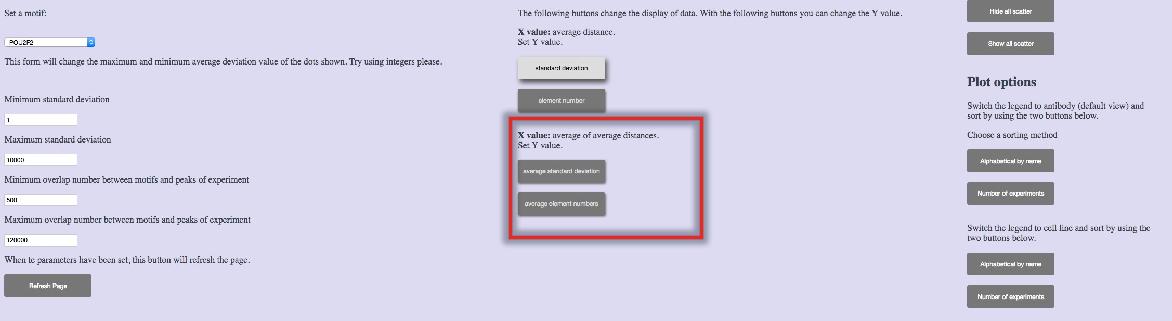 Set a motif:
POU2F2
This form will change the maximum and minimum average deviation value of the dots shown. Try using integers please.
Minimum standard deviation
1
Maximum standard deviation
10000
Minimum overlap number between motifs and peaks of experiment
500
Maximum overlap number between motifs and peaks of experiment
120000
When te parameters have been set, this button will refresh the page.
Refresh Page
The following buttons change the display of data. With the following buttons you can change the Y value.
X value: average distance.
Set Y value.
standard deviation
element number
X value: average of average distances.
Set Y value.
average standard deviation
average element numbers
Hide all scatter
Show all scatter
Plot options
Switch the legend to antibody (default view) and
sort by using the two buttons below.
Choose a sorting method
Alphabetical by name
Number of experiments
Switch the legend to cell line and sort by using the
two buttons below.
Alphabetical by name
Number of experiments